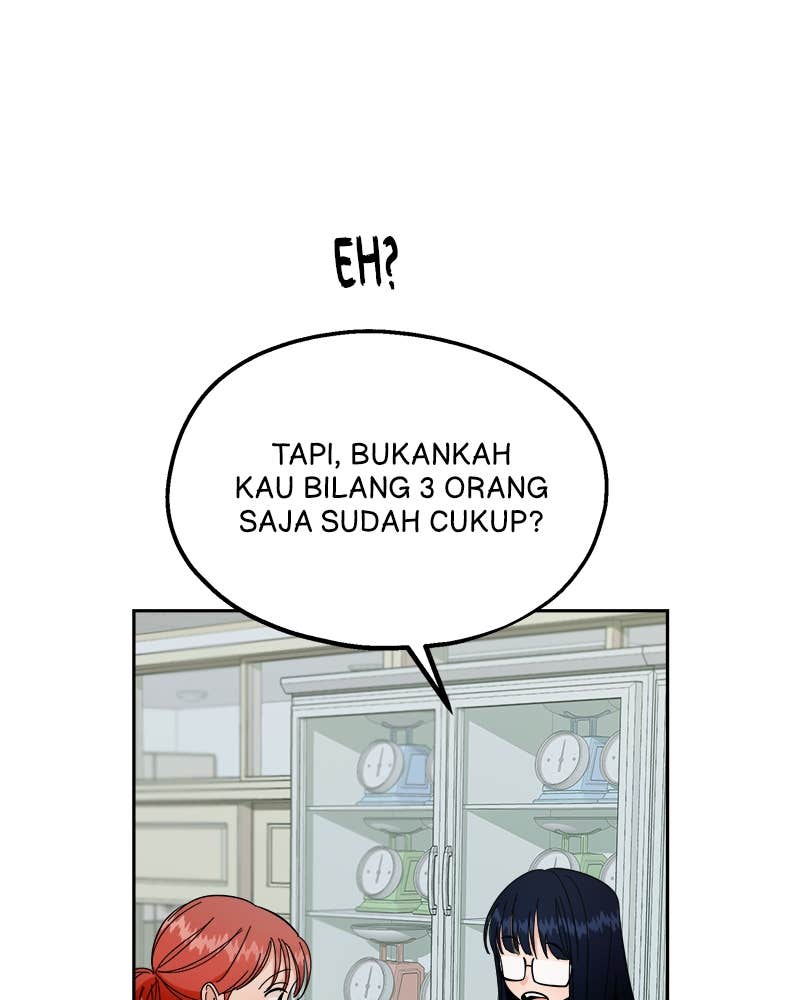 EH?
TAPI, BUKANKAH
KAU BILANG 3 ORANG
SAJA SUDAH CUKUP?